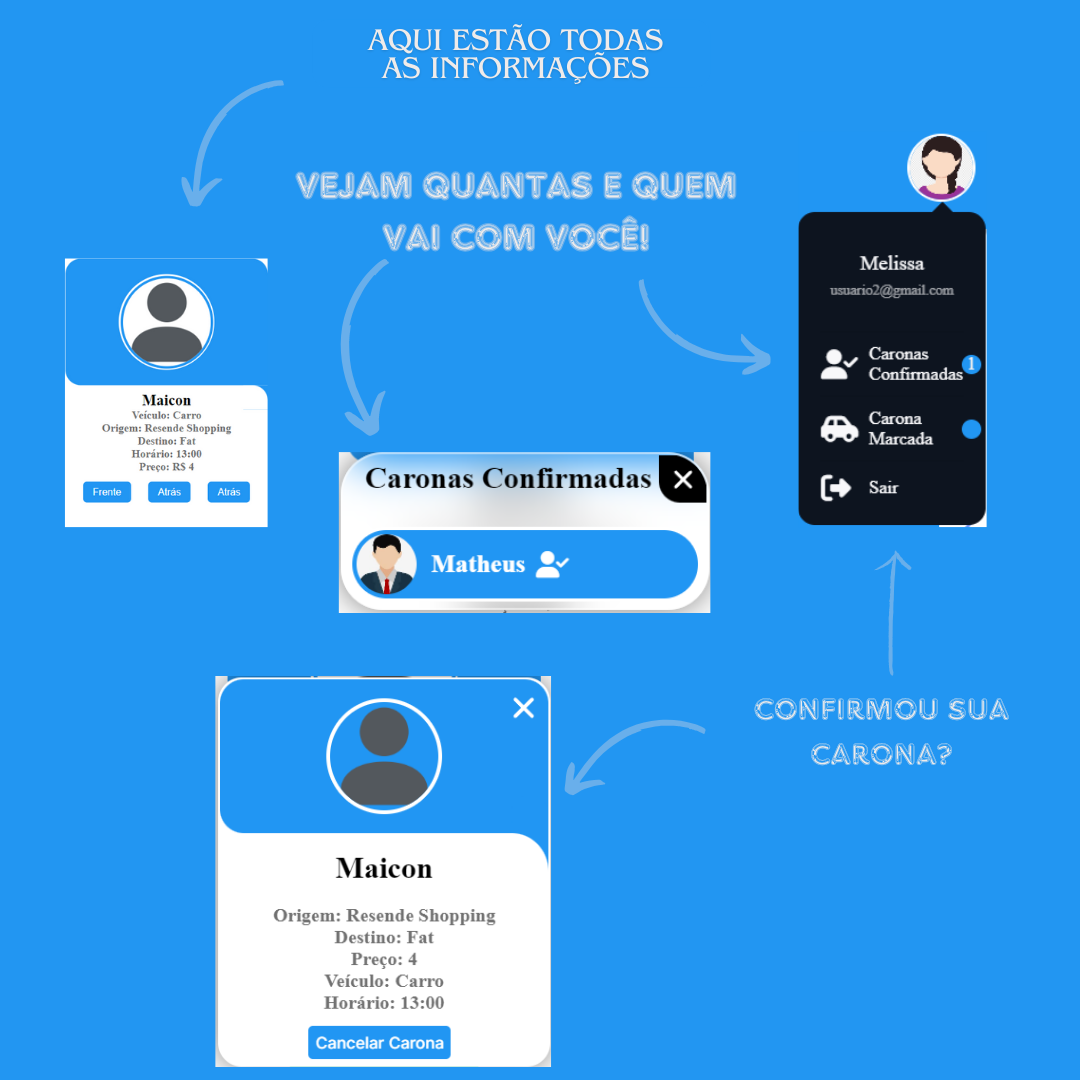 AQUI ESTÃO TODAS
AS INFORMAÇÕES
VEJAM QUANTAS E QUEM
VAI COM VOCÊ!
Melissa
usuario2@gmail.com
Caronas
Confirmadas
1
Carona
Marcada
Sair
Maicon
Veículo: Carro
Origem: Resende Shopping
Destino: Fat
Horário: 13:00
Preço: R$ 4
Frente
Atrás
Atrás
Caronas Confirmadas
Matheus
CONFIRMOU SUA
CARONA?
Maicon
Origem: Resende Shopping
Destino: Fat
Preço: 4
Veículo: Carro
Horário: 13:00
Cancelar Carona